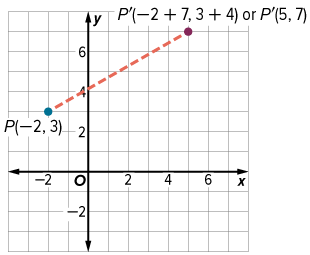 P′(−2 + 7, 3 + 4) or P′(5, 7)
y
6
4
P(−2, 3)
2
−2 O 2 4 6 x
−2